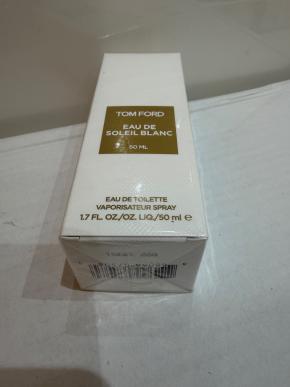 TOM FORD
EAU DE
SOLEIL BLANC
50 ML
EAU DE TOILETTE
VAPORISATEUR SPRAY
1.7 FL. OZ./OZ. LIQ./50 ml e